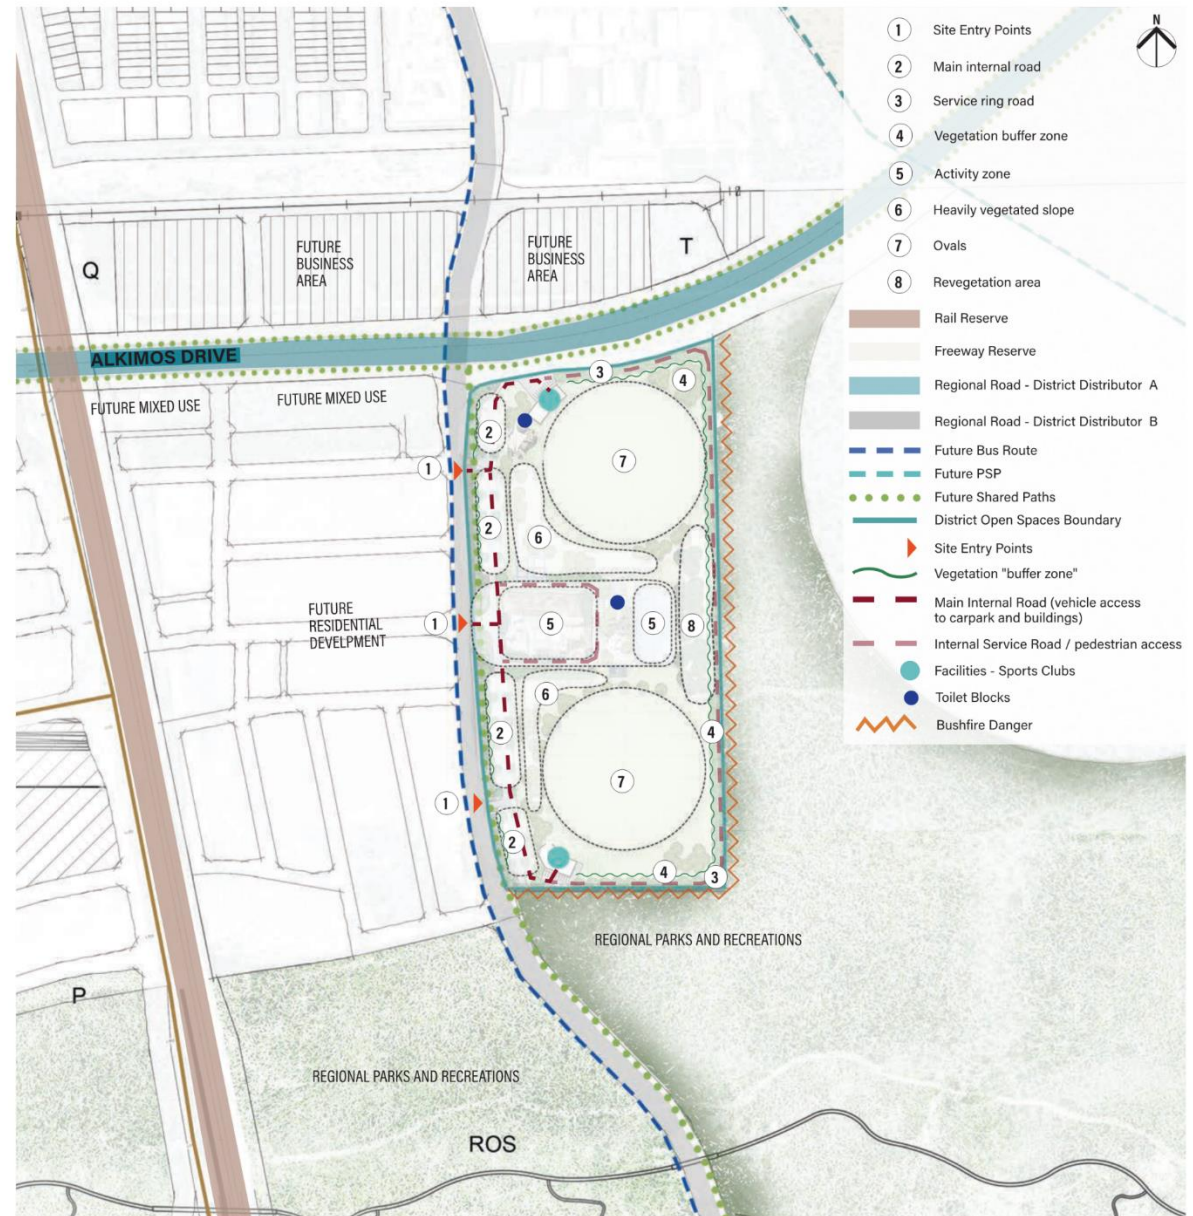 N
1 Site Entry Points
2 Main internal road
3 Service ring road
4 Vegetation buffer zone
5 Activity zone
6 Heavily vegetated slope
7 Ovals
8 Revegetation area
Rail Reserve
Freeway Reserve
Regional Road - District Distributor A
Regional Road - District Distributor B
Future Bus Route
Future PSP
Future Shared Paths
District Open Spaces Boundary
Site Entry Points
Vegetation "buffer zone"
Main Internal Road (vehicle access
to carpark and buildings)
Internal Service Road / pedestrian access
Facilities - Sports Clubs
Toilet Blocks
Bushfire Danger
Q
FUTURE
BUSINESS
AREA
FUTURE
BUSINESS
AREA
T
ALKIMOS DRIVE
FUTURE MIXED USE
FUTURE MIXED USE
3
4
2
7
1
2
6
FUTURE
RESIDENTIAL
DEVELPMENT
1
5
5
8
6
2
4
7
1
2
4
3
REGIONAL PARKS AND RECREATIONS
P
REGIONAL PARKS AND RECREATIONS
ROS